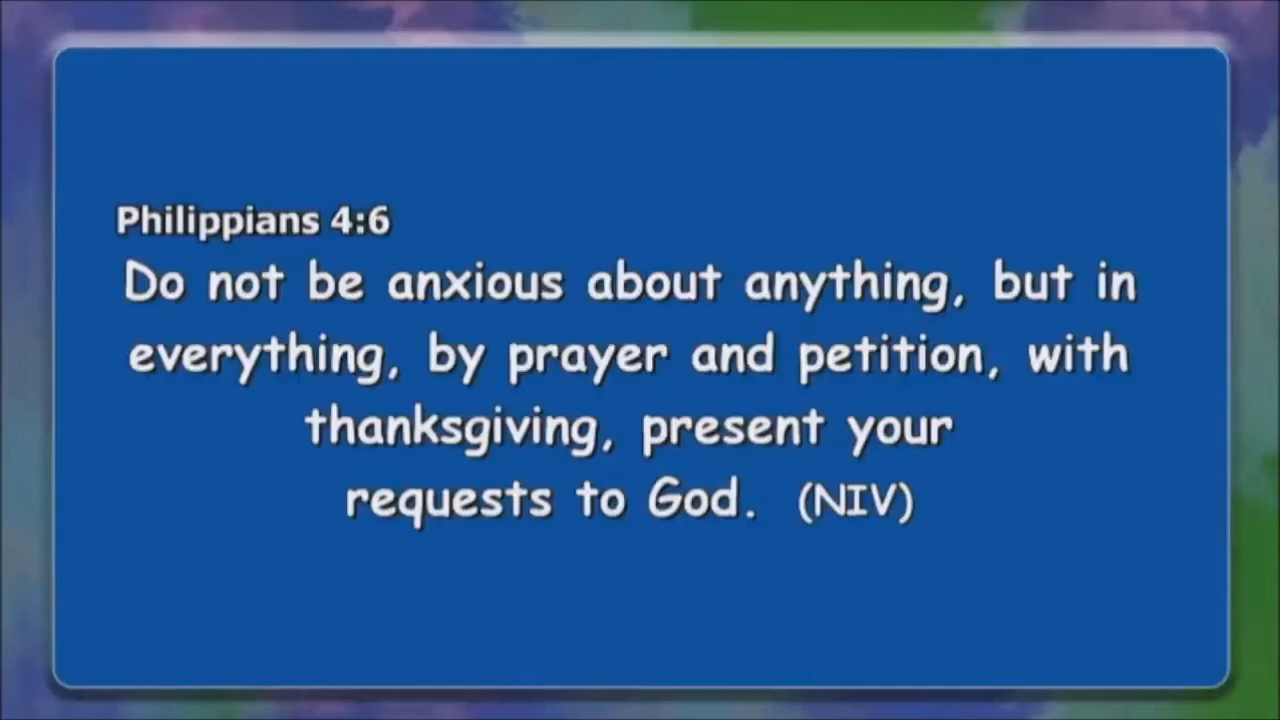 Philippians 4:6
Do not be anxious about anything, but in
everything, by prayer and petition, with
thanksgiving, present your
requests to God. (NIV)